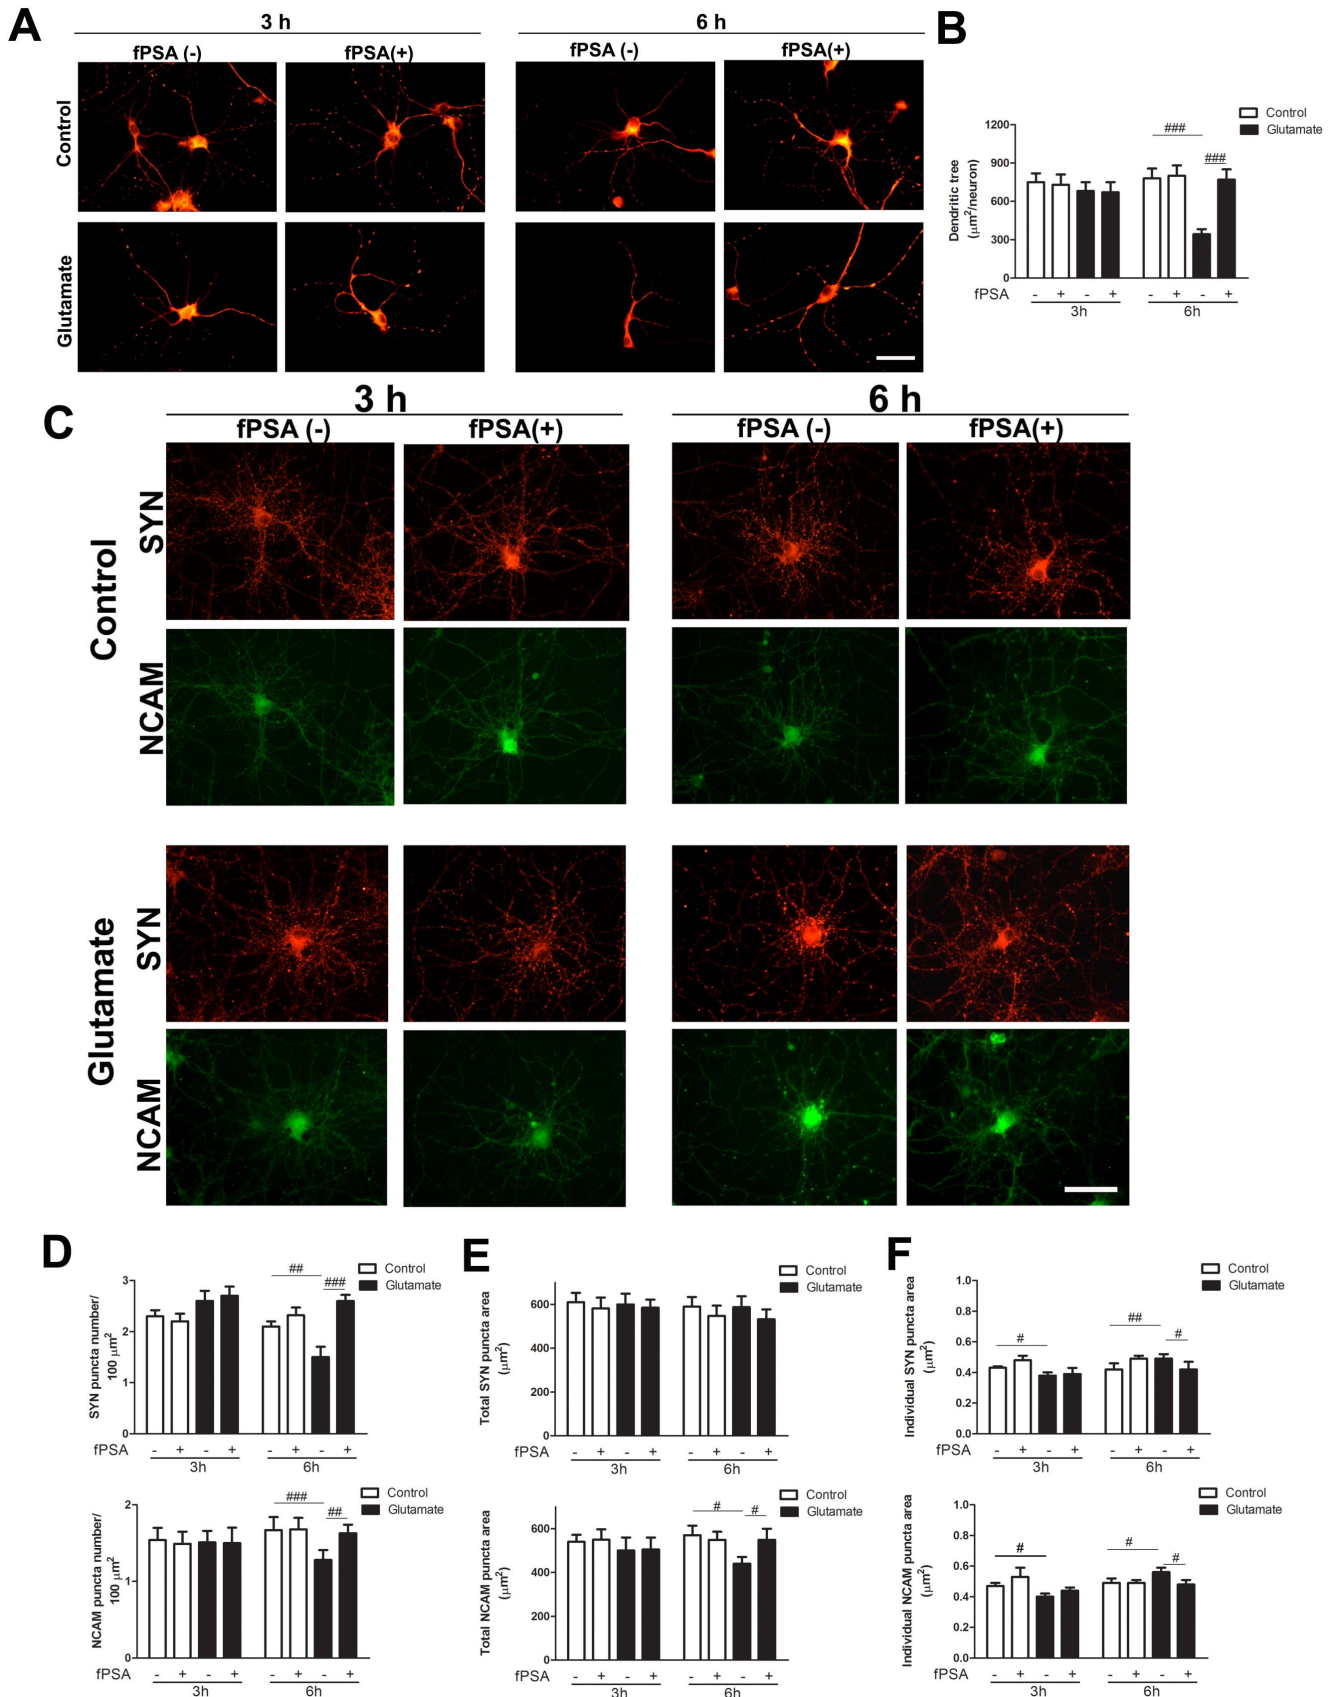 A
3 h
6 h
fPSA (-)
fPSA(+)
fPSA (-)
fPSA(+)
Control
Glutamate
B
Control
Glutamate
###
###
Dendritic tree
(μm²/neuron)
1200
900
600
300
0
fPSA - + - + - + - +
3h 6h
C
3 h
6 h
fPSA (-)
fPSA(+)
fPSA (-)
fPSA(+)
Control
SYN
NCAM
Glutamate
SYN
NCAM
D
Control
Glutamate
##
###
SYN puncta number/
100 μm²
3
2
1
0
fPSA - + - + - + - +
3h 6h
Control
Glutamate
###
##
NCAM puncta number/
100 μm²
2
1
0
fPSA - + - + - + - +
3h 6h
E
Control
Glutamate
Total SYN puncta area
(μm²)
600
400
200
0
fPSA - + - + - + - +
3h 6h
Control
Glutamate
#
#
Total NCAM puncta area
(μm²)
600
400
200
0
fPSA - + - + - + - +
3h 6h
F
Control
Glutamate
#
##
#
Individual SYN puncta area
(μm²)
1.0
0.8
0.6
0.4
0.2
0.0
fPSA - + - + - + - +
3h 6h
Control
Glutamate
#
#
#
Individual NCAM puncta area
(μm²)
1.0
0.8
0.6
0.4
0.2
0.0
fPSA - + - + - + - +
3h 6h